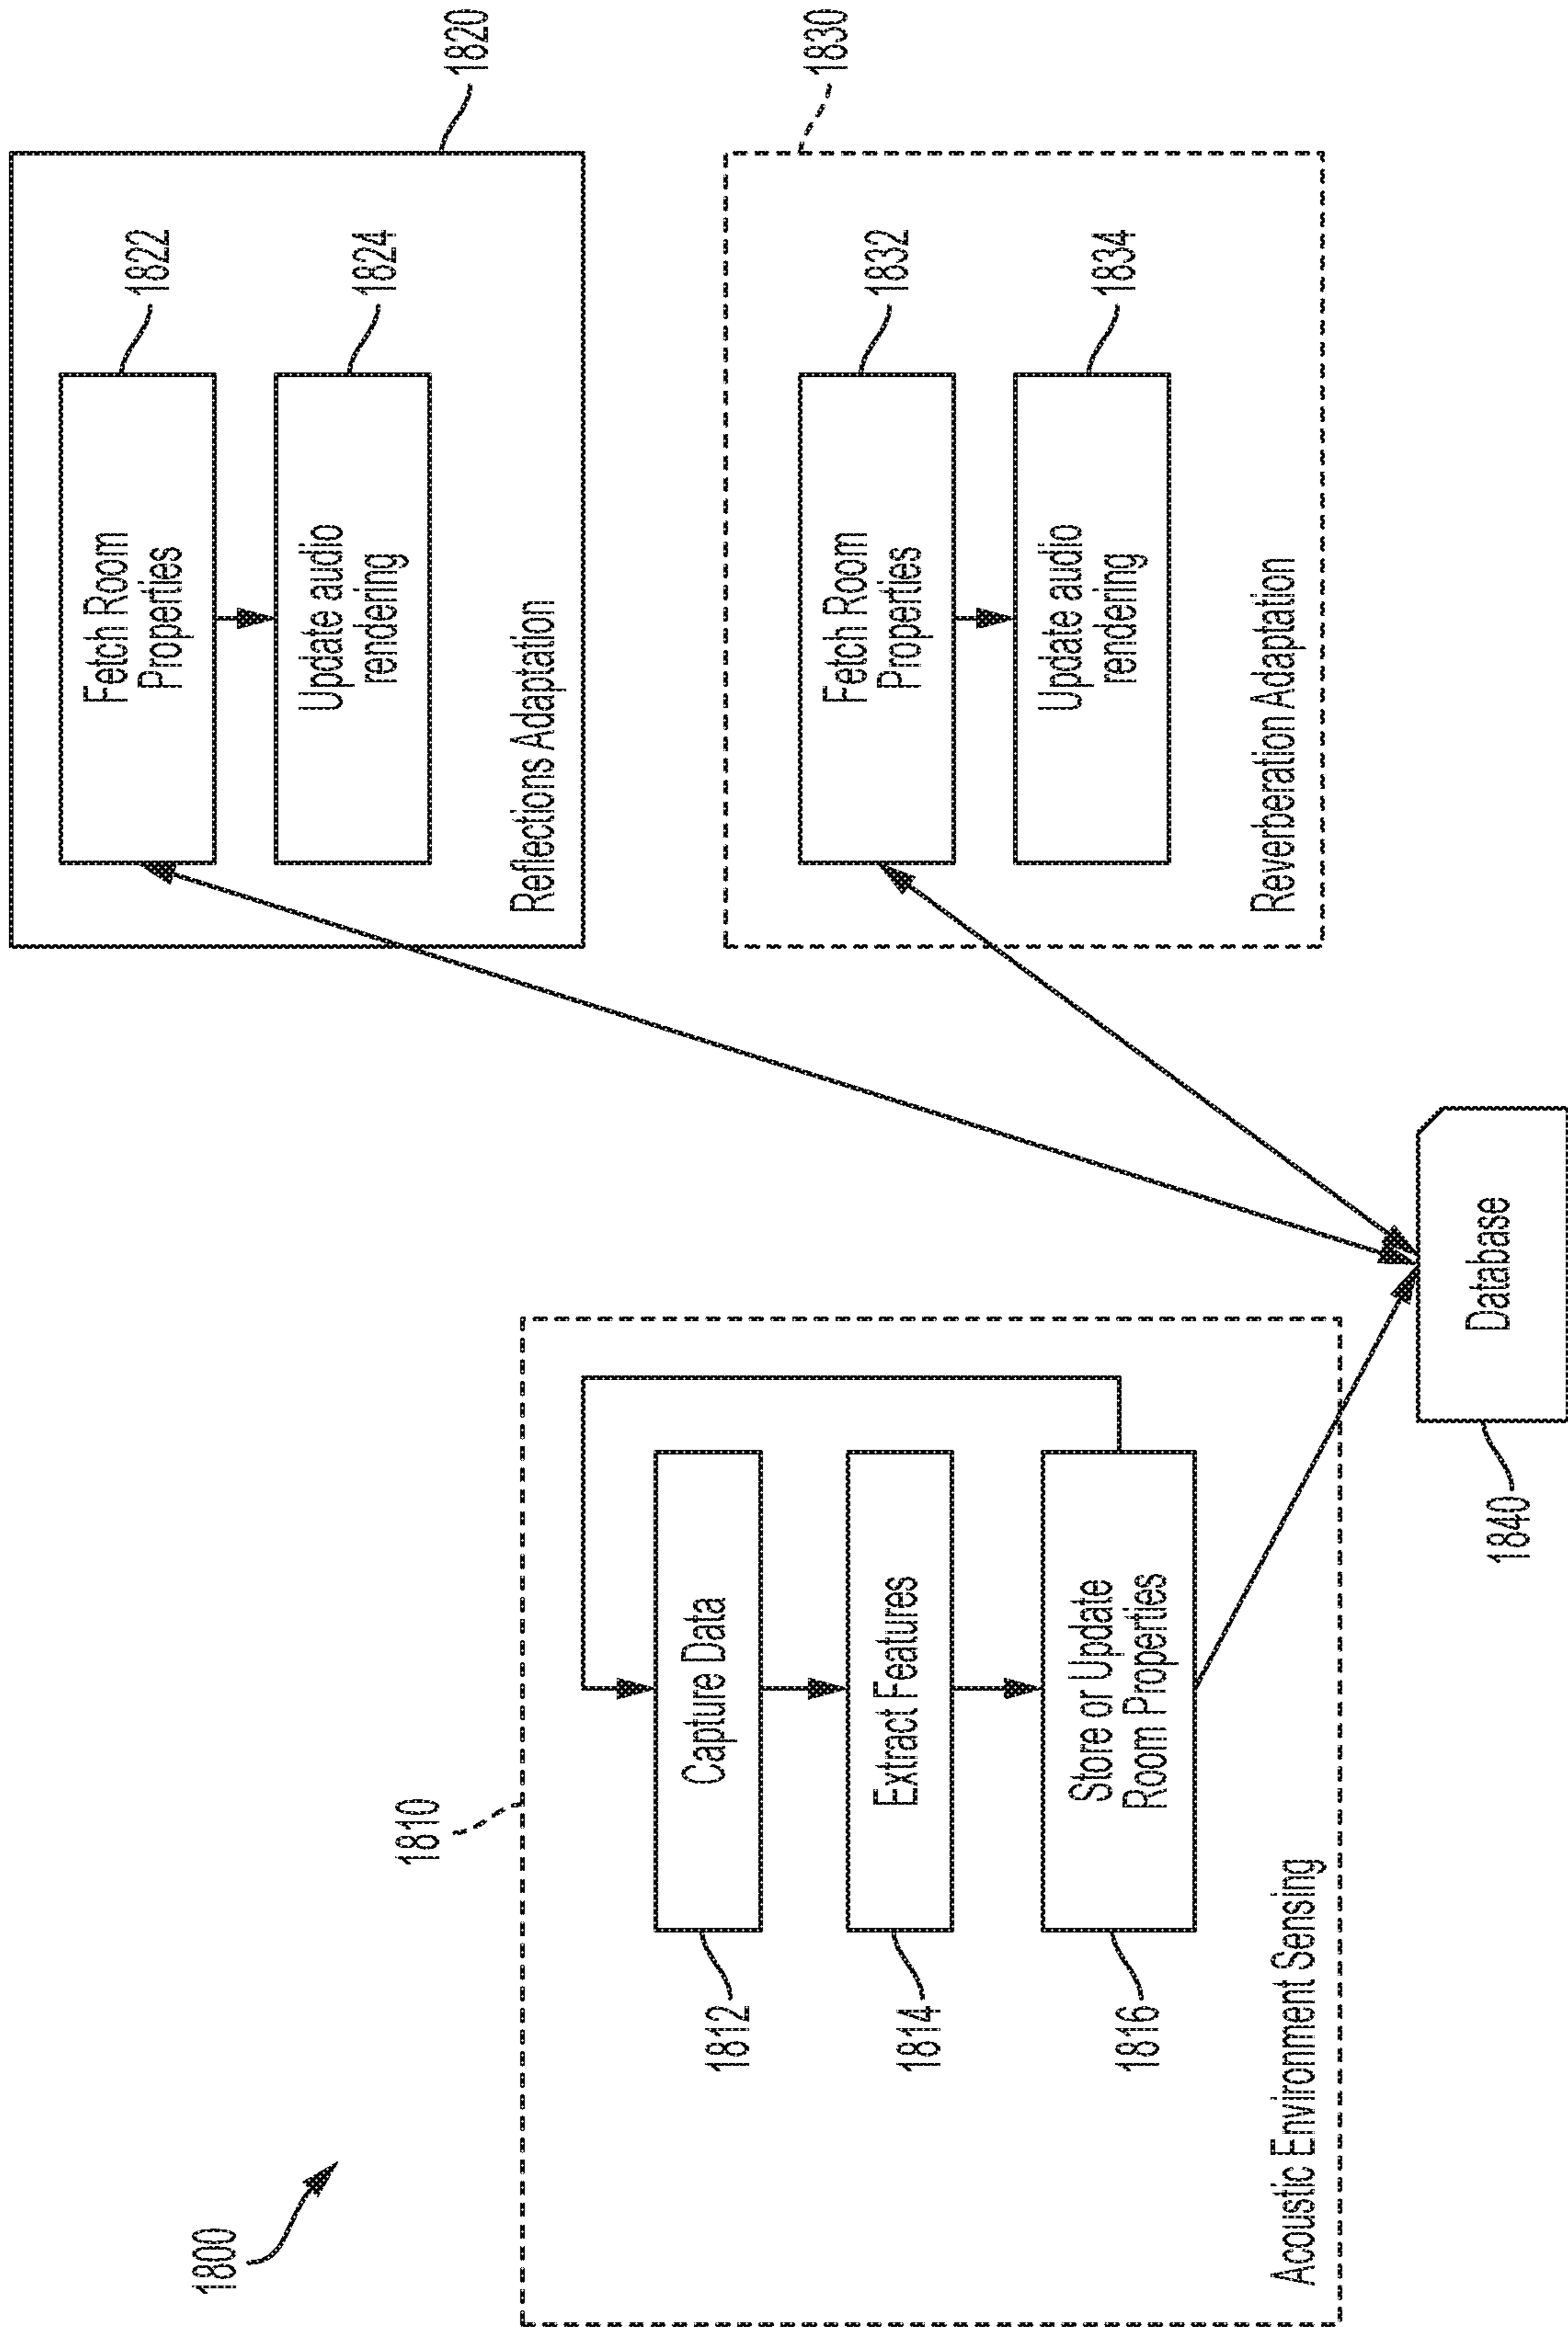 1800
1810
1812
Capture Data
1814
Extract Features
1816
Store or Update
Room Properties
Acoustic Environment Sensing
1820
Fetch Room
Properties
1822
Update audio
rendering
1824
Reflections Adaptation
1830
Fetch Room
Properties
1832
Update audio
rendering
1834
Reverberation Adaptation
1840
Database